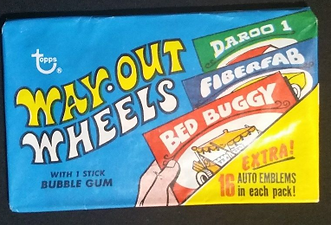 topps
®
WAY·OUT
WHEELS
WITH 1 STICK
BUBBLE GUM
DAROO 1
FIBERFAB
BED BUGGY
EXTRA!
16 AUTO EMBLEMS
in each pack!